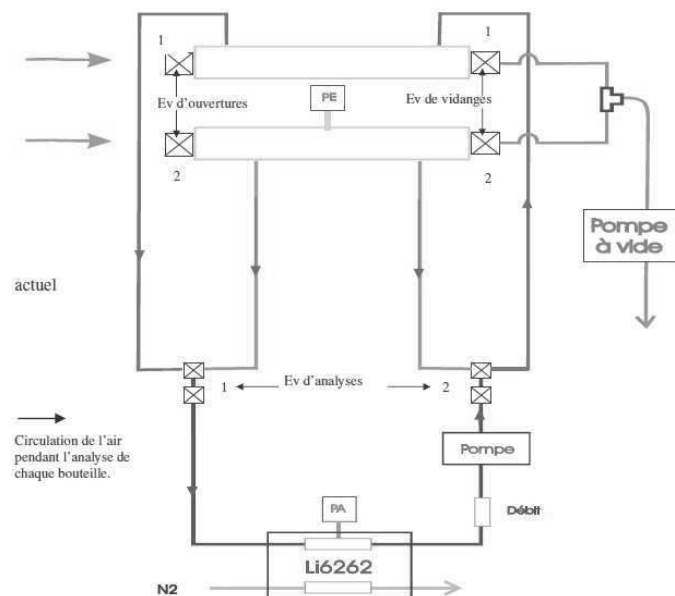 1
1
Ev d'ouvertures
PE
Ev de vidanges
2
2
Pompe
à vide
actuel
1
Ev d'analyses
2
Circulation de l'air
pendant l'analyse de
chaque bouteille.
Pompe
PA
Débit
Li6262
N2